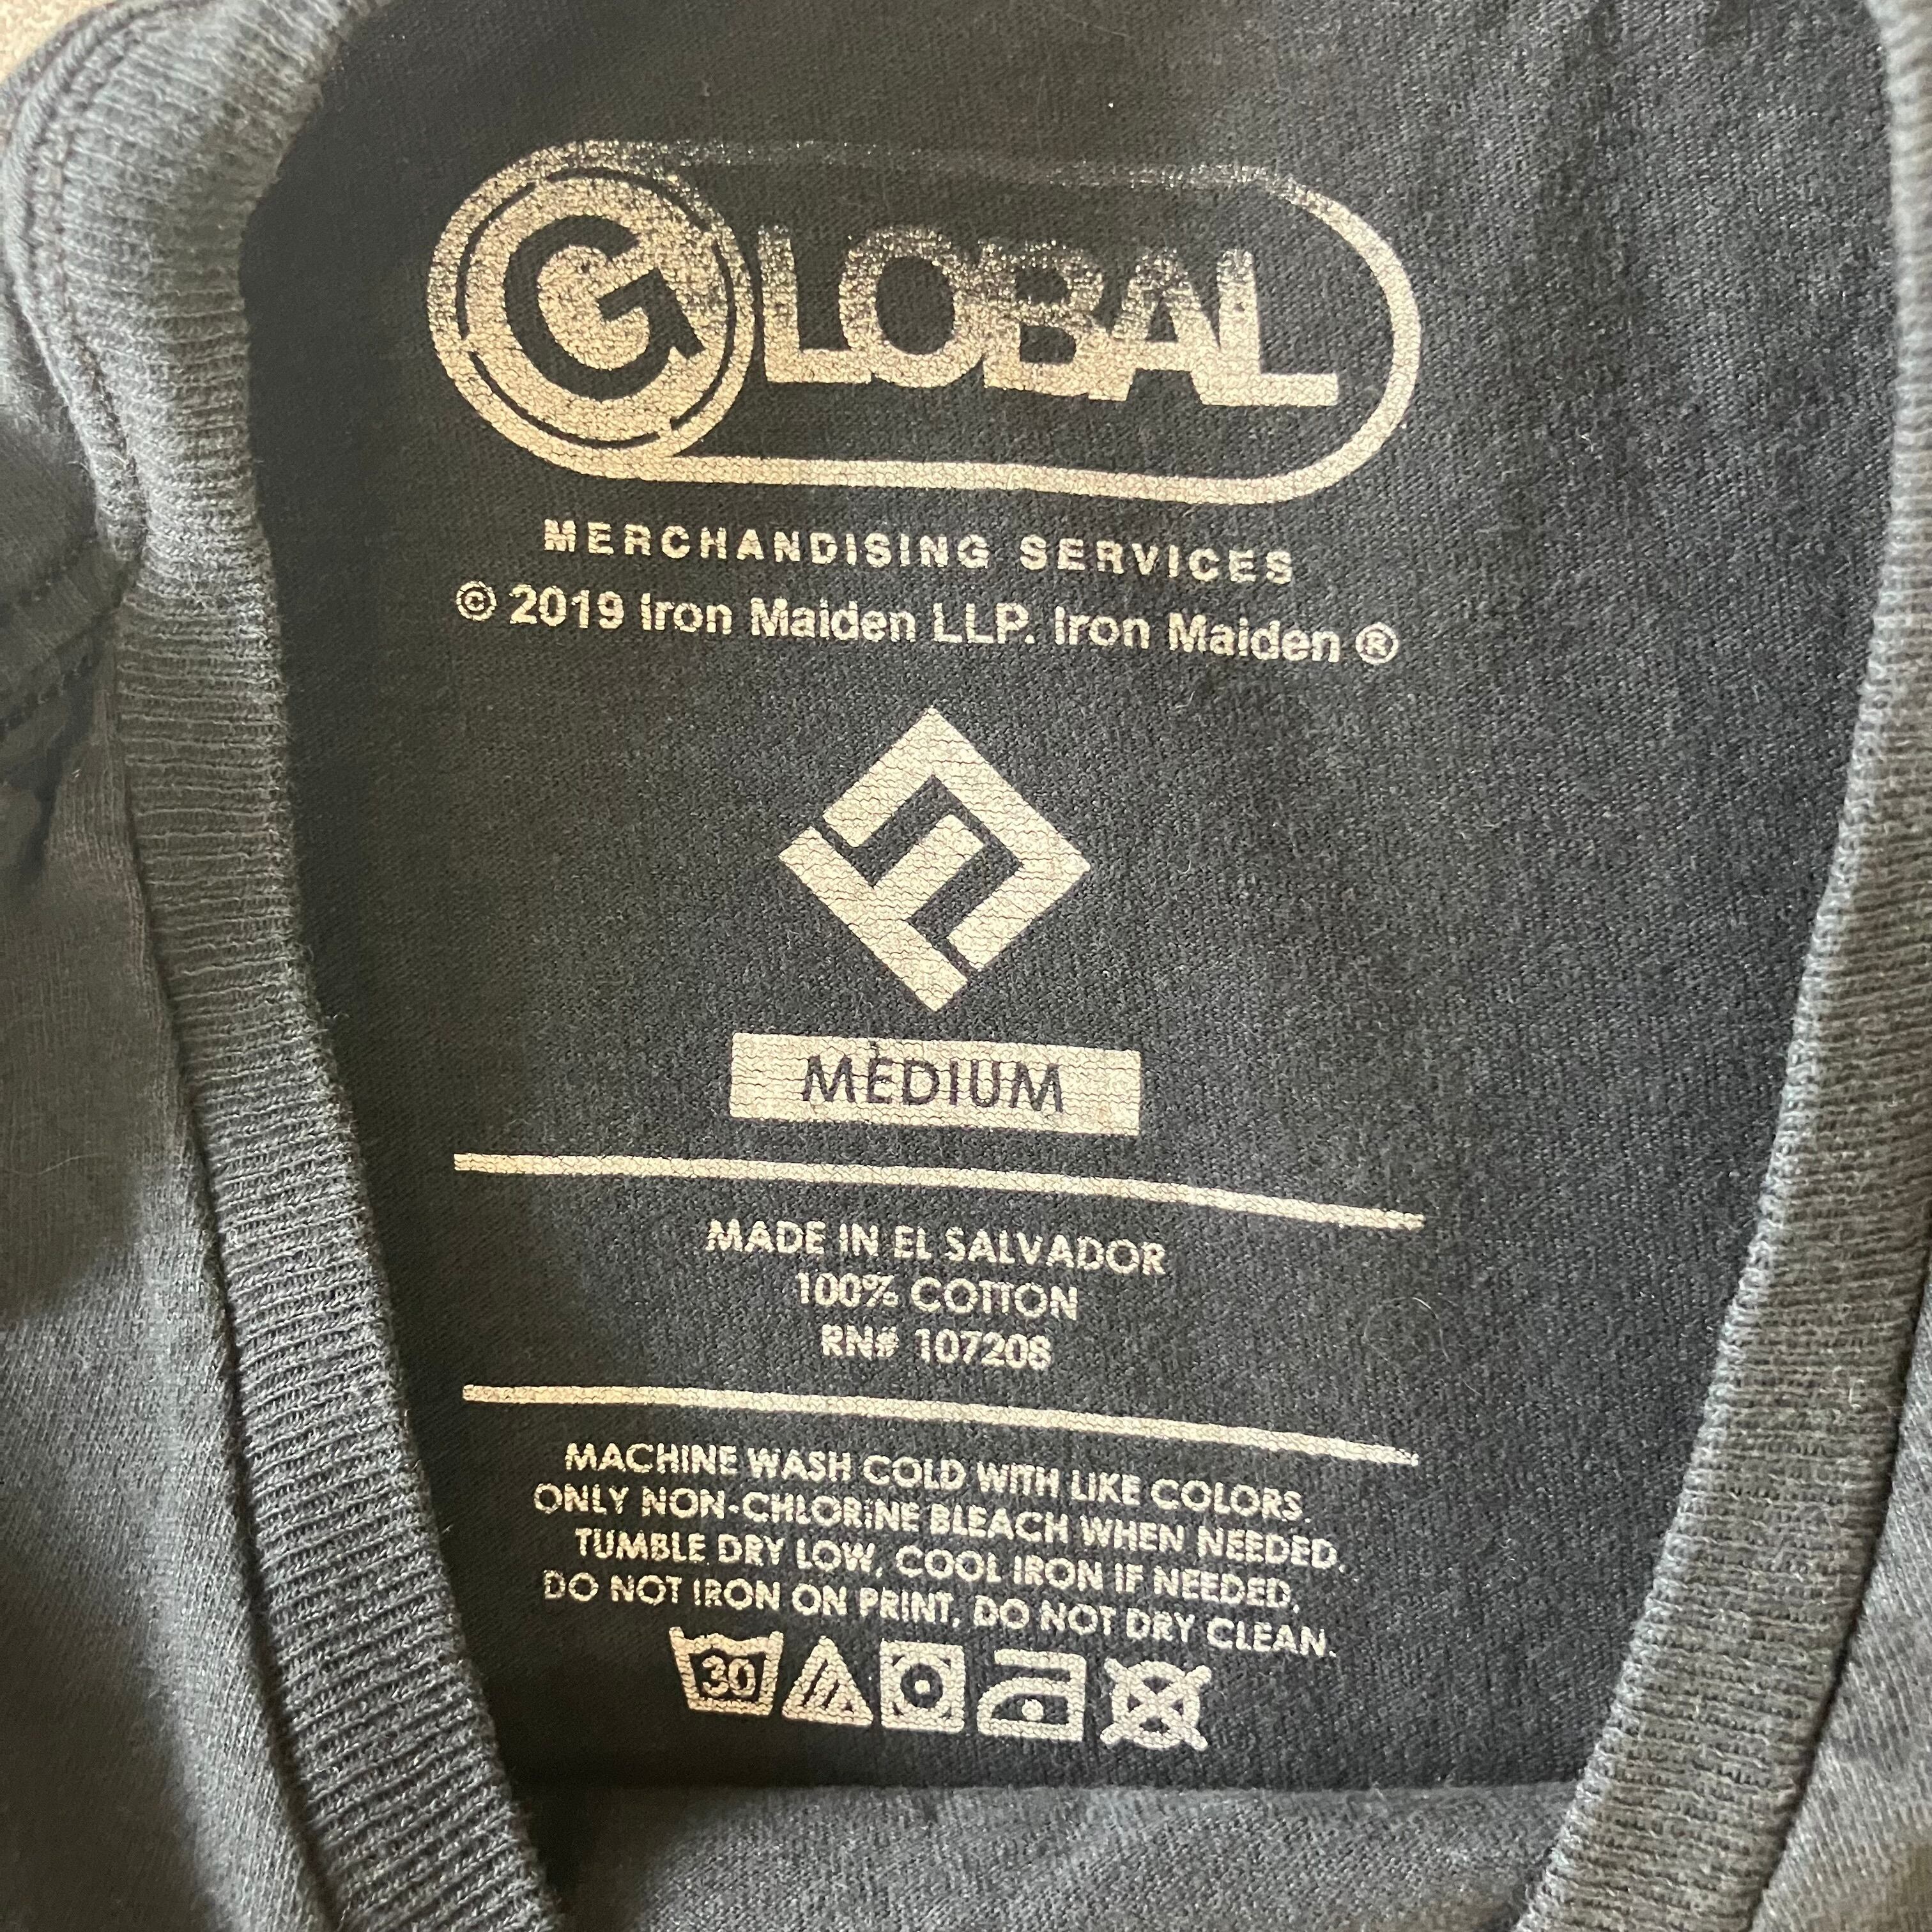 GLOBAL
MERCHANDISING SERVICES
© 2019 Iron Maiden LLP. Iron Maiden ®
MEDIUM
MADE IN EL SALVADOR
100% COTTON
RN# 107208
MACHINE WASH COLD WITH LIKE COLORS.
ONLY NON-CHLORINE BLEACH WHEN NEEDED.
TUMBLE DRY LOW, COOL IRON IF NEEDED,
DO NOT IRON ON PRINT, DO NOT DRY CLEAN.
30